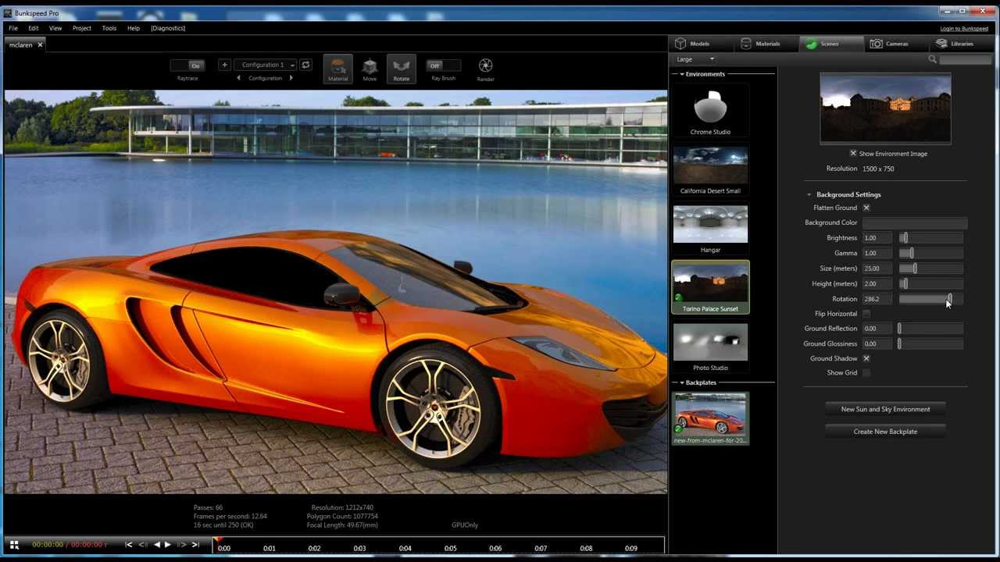 Bunkspeed Pro
File Edit View Project Tools Help [Diagnostics]
Login to Bunkspeed
mclaren
Models Materials Scenes Cameras Libraries
Large
On
Raytrace
Configuration 1
Configuration
Material
Move
Rotate
Off
Ray Brush
Render
Environments
Chrome Studio
California Desert Small
Hangar
Torino Palace Sunset
Photo Studio
Backplates
new-from-mclaren-for-20...
Show Environment Image
Resolution 1500 x 750
Background Settings
Flatten Ground
Background Color
Brightness 1.00
Gamma 1.00
Size (meters) 25.00
Height (meters) 2.00
Rotation 286.2
Flip Horizontal
Ground Reflection 0.00
Ground Glossiness 0.00
Ground Shadow
Show Grid
New Sun and Sky Environment
Create New Backplate
Passes: 66
Frames per second: 12.64
16 sec until 250 (OK)
Resolution: 1212x740
Polygon Count: 1077754
Focal Length: 49.67(mm)
GPUOnly
00:00:00 / 00:00:00 T
0:00 0:01 0:02 0:03 0:04 0:05 0:06 0:07 0:08 0:09